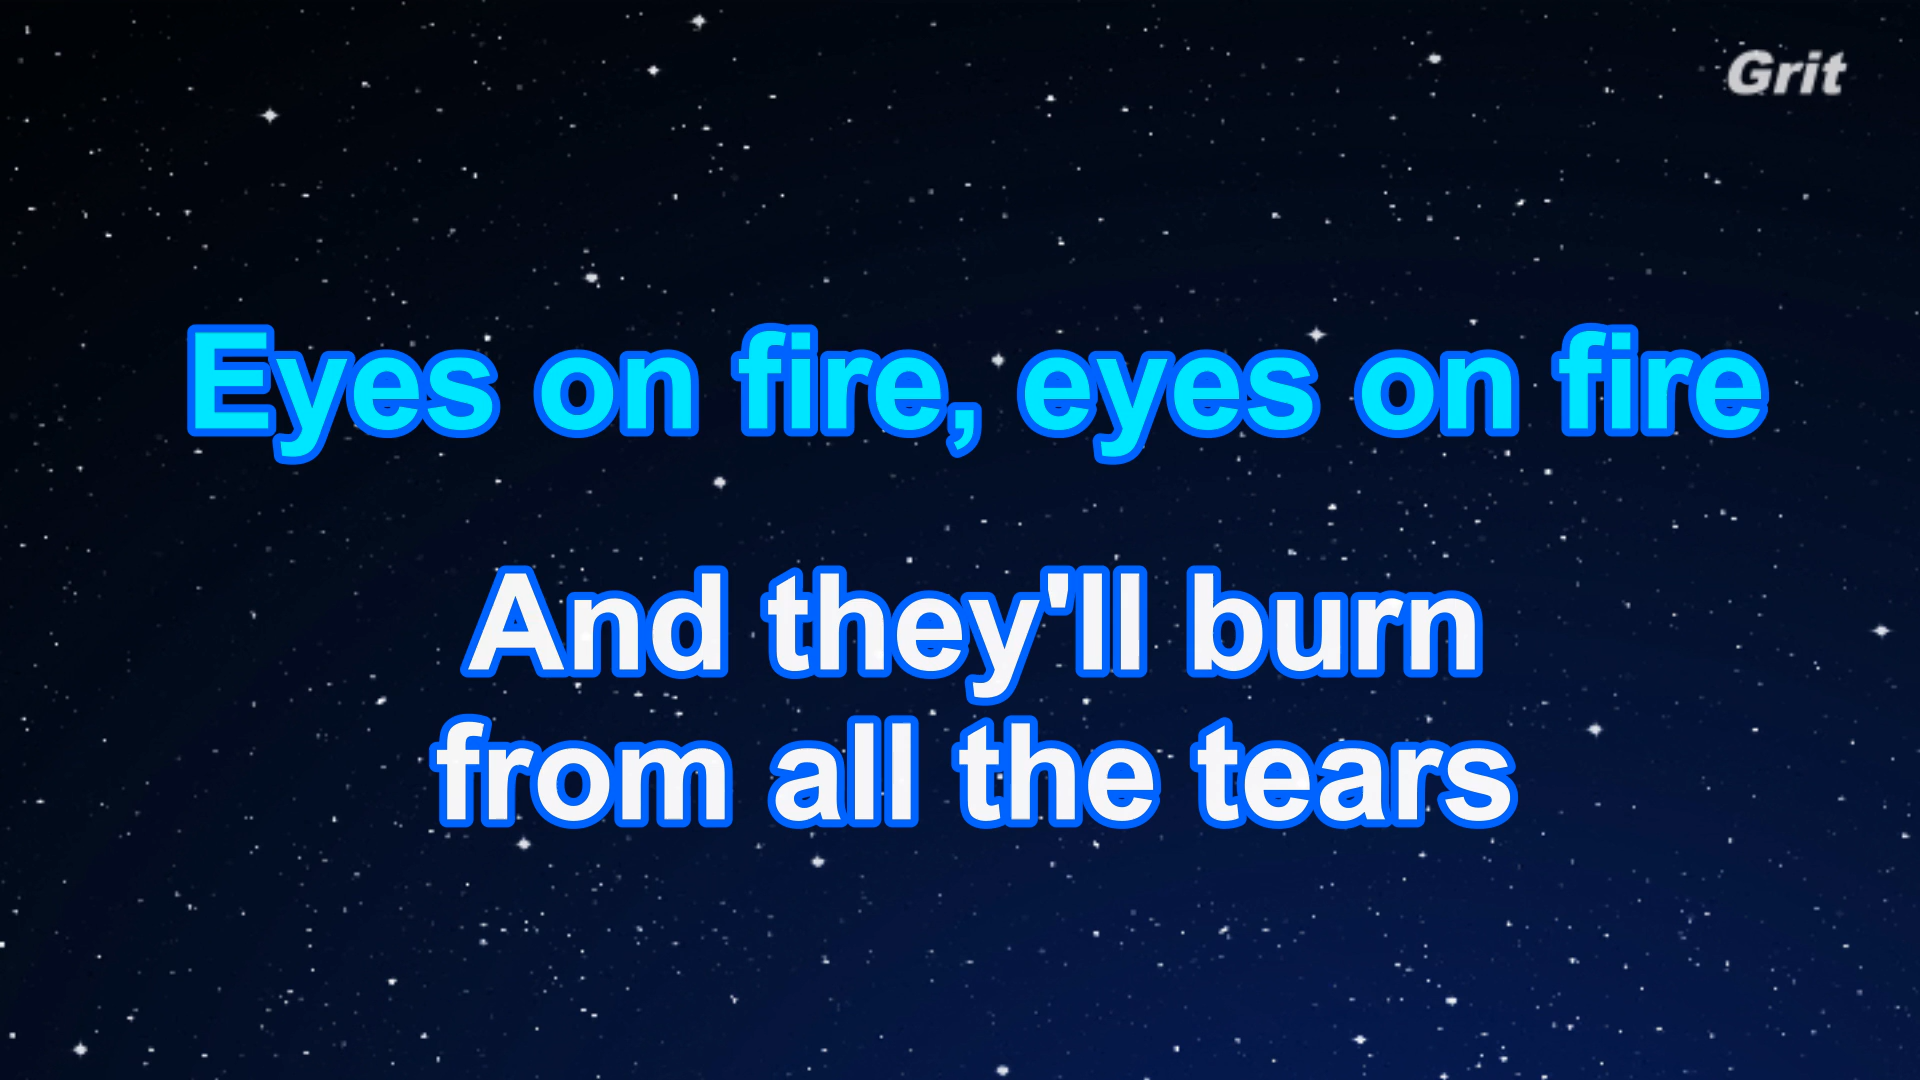 Grit
Eyes on fire, eyes on fire
And they'll burn
from all the tears